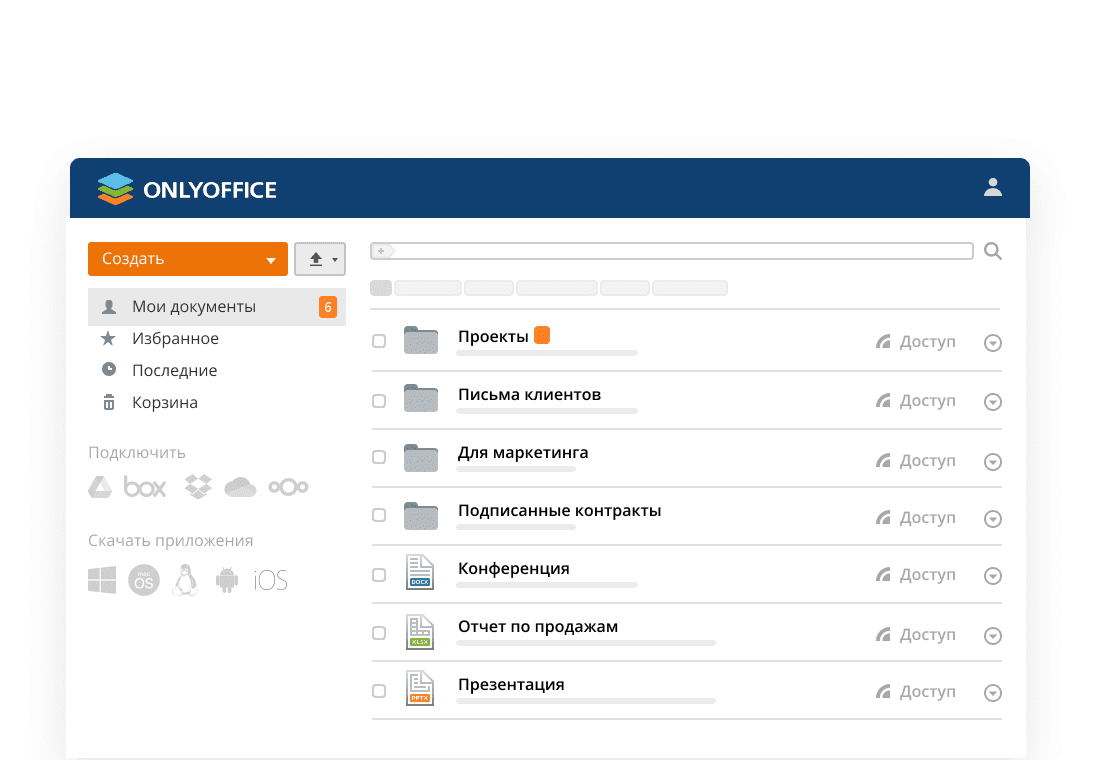 ONLYOFFICE
Создать
Мои документы 6
Избранное
Последние
Корзина
Подключить
box
Скачать приложения
mac
OS
iOS
Проекты
Доступ
Письма клиентов
Доступ
Для маркетинга
Доступ
Подписанные контракты
Доступ
DOCX
Конференция
Доступ
XLSX
Отчет по продажам
Доступ
PPTX
Презентация
Доступ